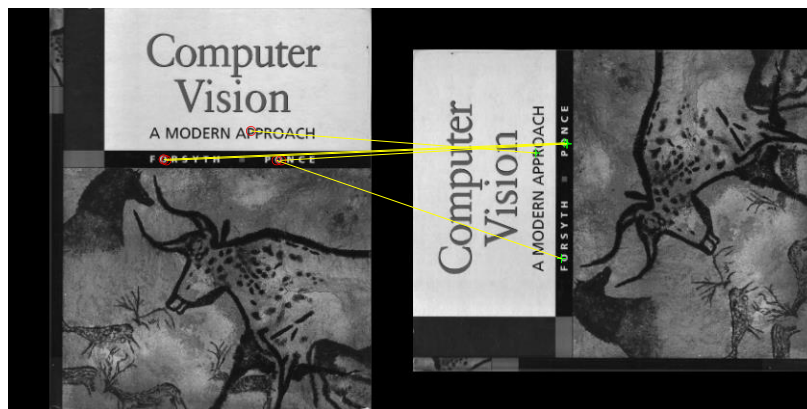 Computer
Vision
A MODERN APPROACH
FORSYTH PONCE
Computer
Vision
A MODERN APPROACH
FORSYTH PONCE